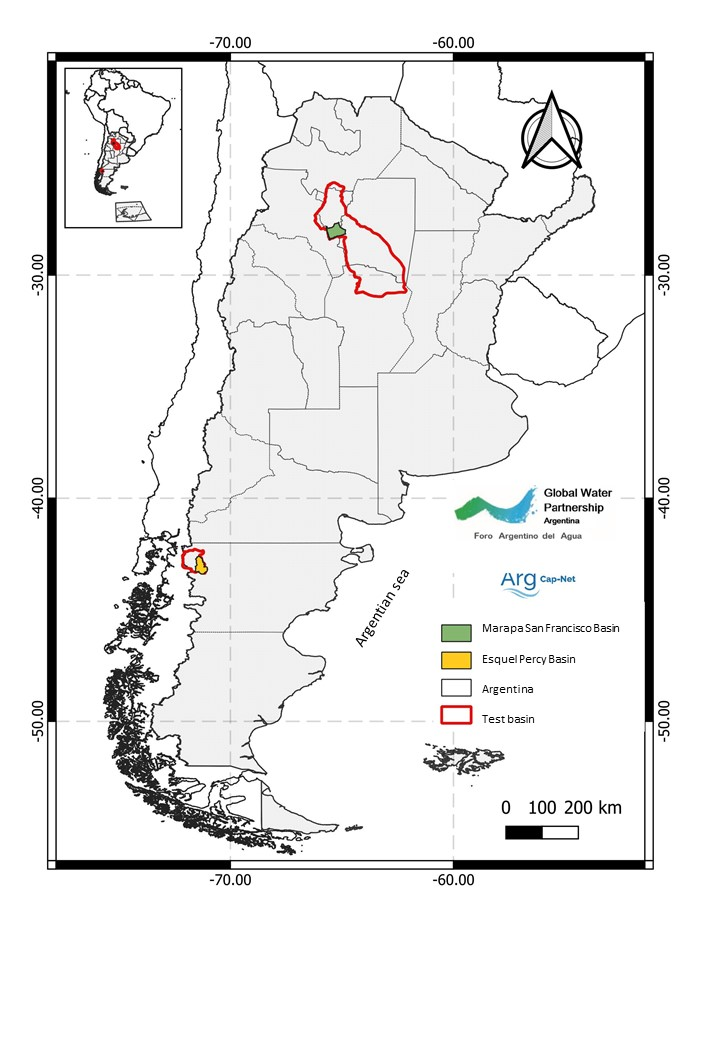 -70.00
-60.00
-30.00
-30.00
-40.00
-40.00
Global Water
Partnership
Argentina
Foro Argentino del Agua
Arg Cap-Net
Argentian sea
Marapa San Francisco Basin
Esquel Percy Basin
Argentina
Test basin
-50.00
-50.00
0 100 200 km
-70.00
-60.00